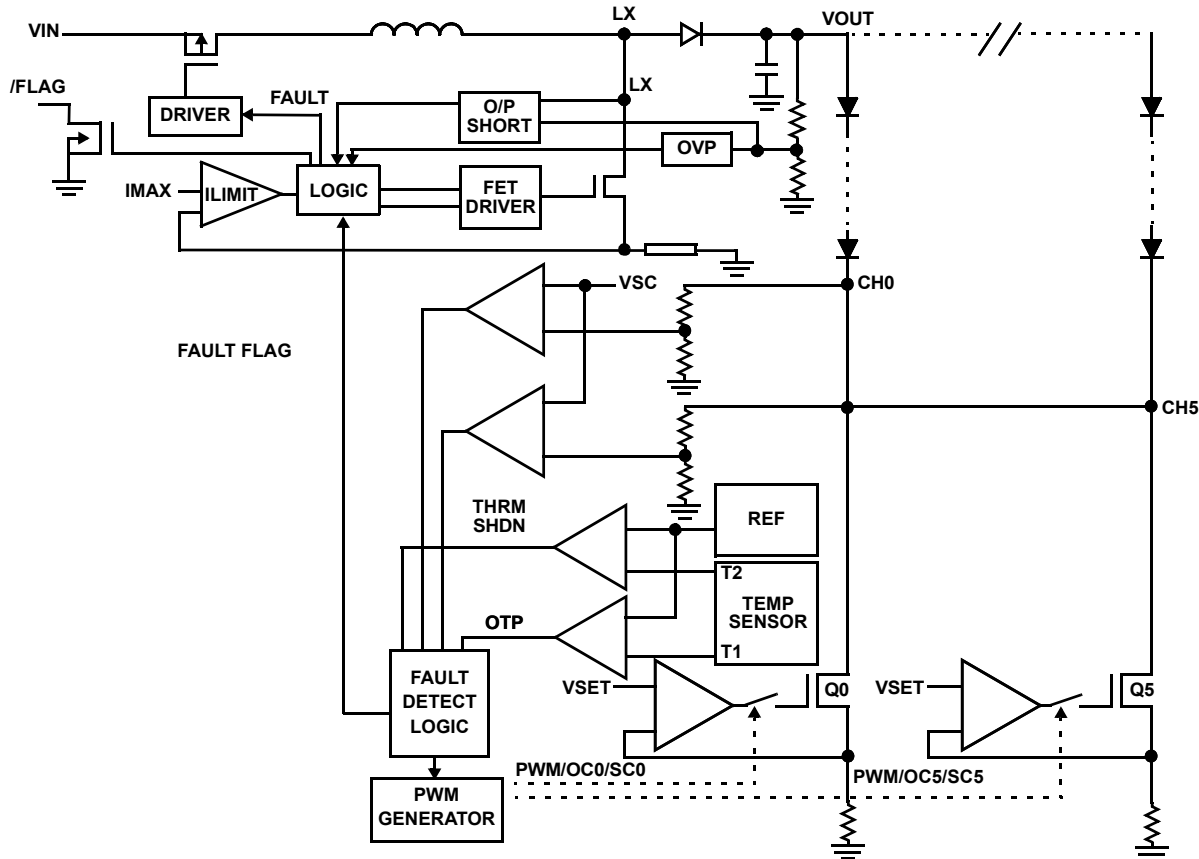 LX
VIN
VOUT
/FLAG
FAULT
LX
DRIVER
O/P
SHORT
OVP
IMAX
ILIMIT
LOGIC
FET
DRIVER
VSC
CH0
FAULT FLAG
CH5
THRM
SHDN
REF
T2
TEMP
SENSOR
OTP
T1
FAULT
DETECT
LOGIC
VSET
Q0
VSET
Q5
PWM/OC0/SC0
PWM/OC5/SC5
PWM
GENERATOR